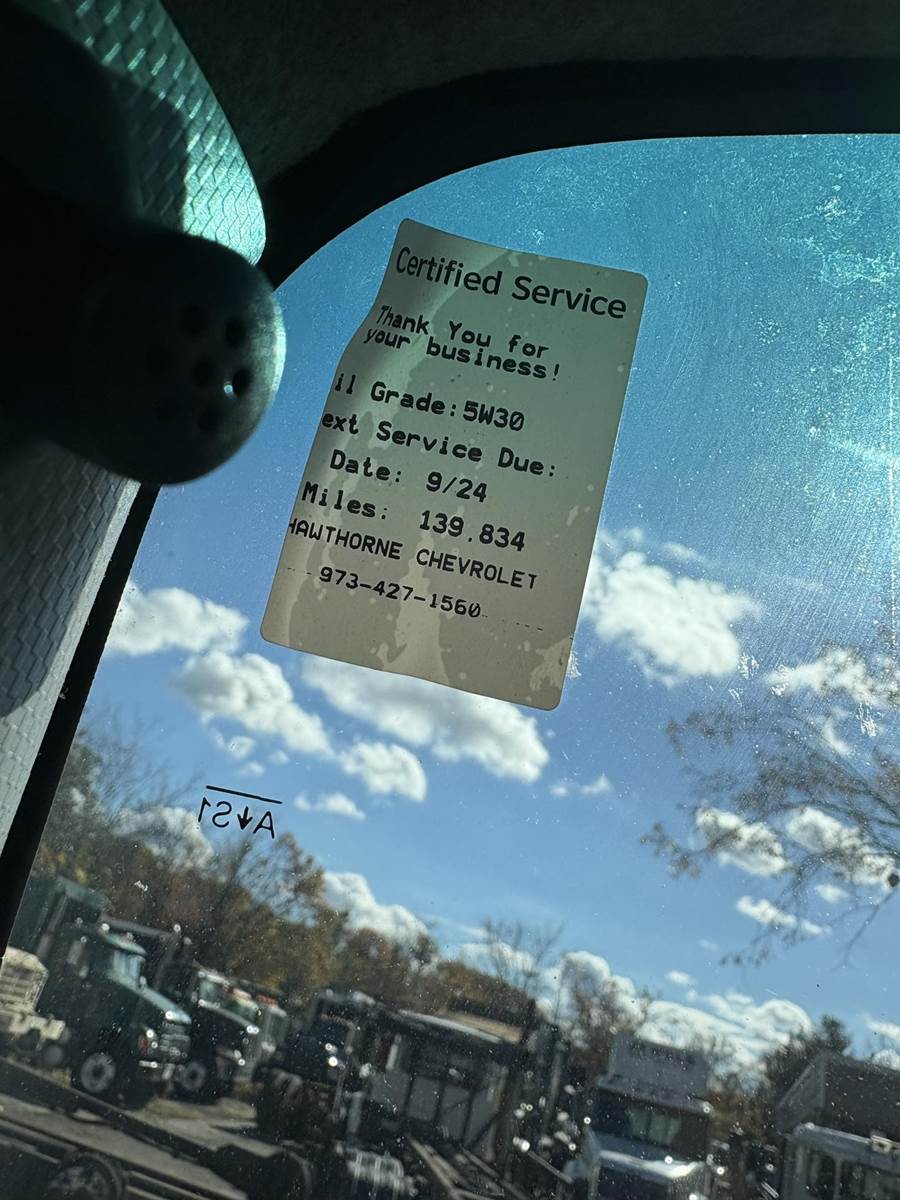 Certified Service
Thank You for
your business!
il Grade:5W30
ext Service Due:
Date: 9/24
Miles: 139.834
HAWTHORNE CHEVROLET
973-427-1560
AS1